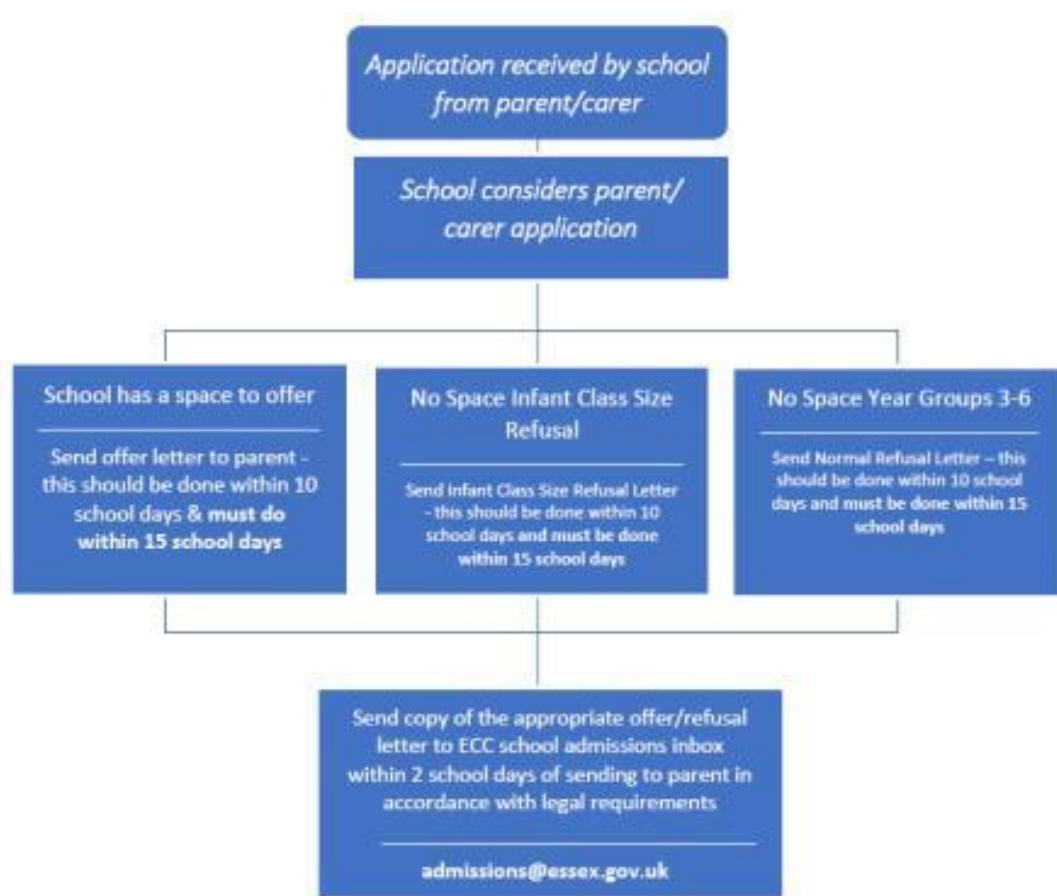 Application received by school
from parent/carer
School considers parent/
carer application
School has a space to offer
Send offer letter to parent -
this should be done within 10
school days & must do
within 15 school days
No Space Infant Class Size
Refusal
Send Infant Class Size Refusal Letter
- this should be done within 10
school days and must be done
within 15 school days
No Space Year Groups 3-6
Send Normal Refusal Letter – this
should be done within 10 school
days and must be done within 15
school days
Send copy of the appropriate offer/refusal
letter to ECC school admissions inbox
within 2 school days of sending to parent in
accordance with legal requirements
admissions@essex.gov.uk